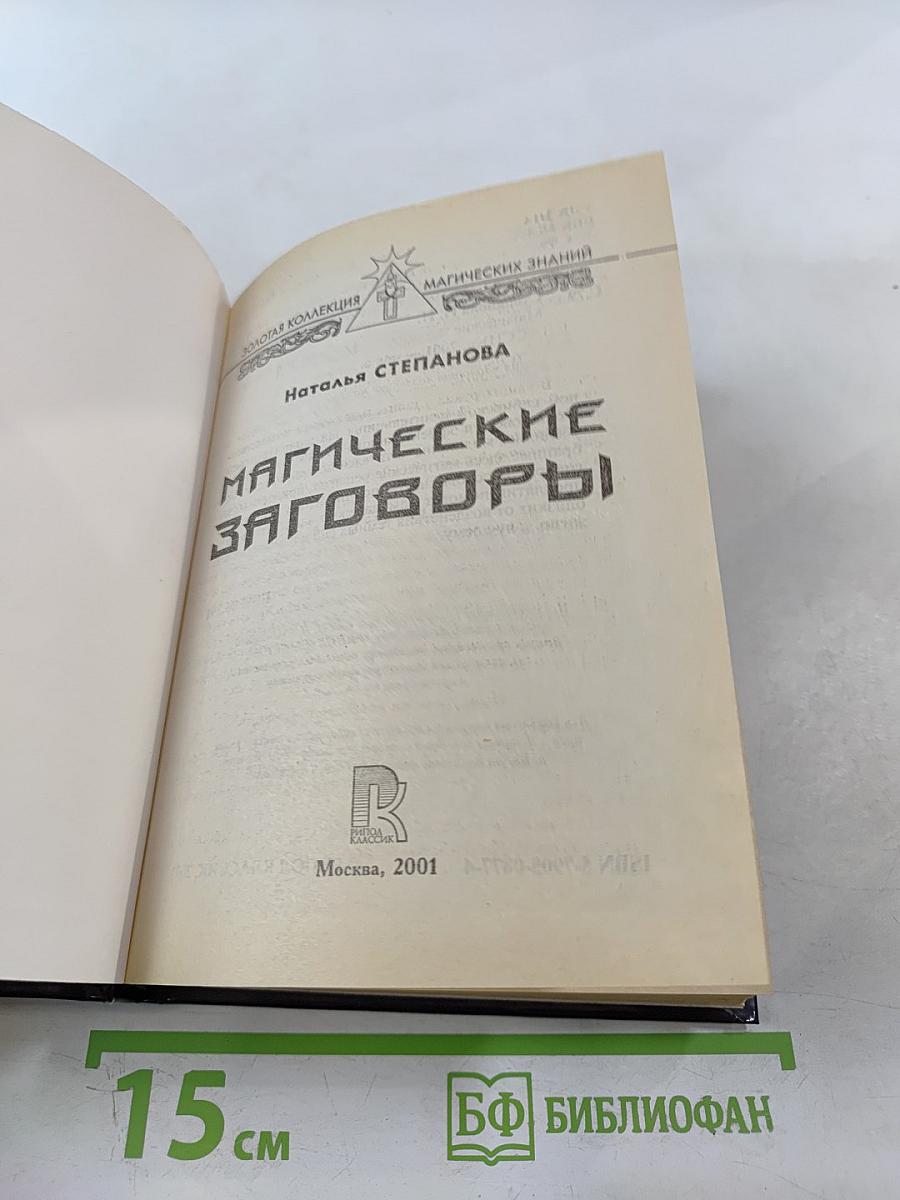 ЗОЛОТАЯ КОЛЛЕКЦИЯ МАГИЧЕСКИХ ЗНАНИЙ
Наталья СТЕПАНОВА
МАГИЧЕСКИЕ
ЗАГОВОРЫ
РИПОЛ
КЛАССИК
Москва, 2001
15 см
БФ БИБЛИОФАН